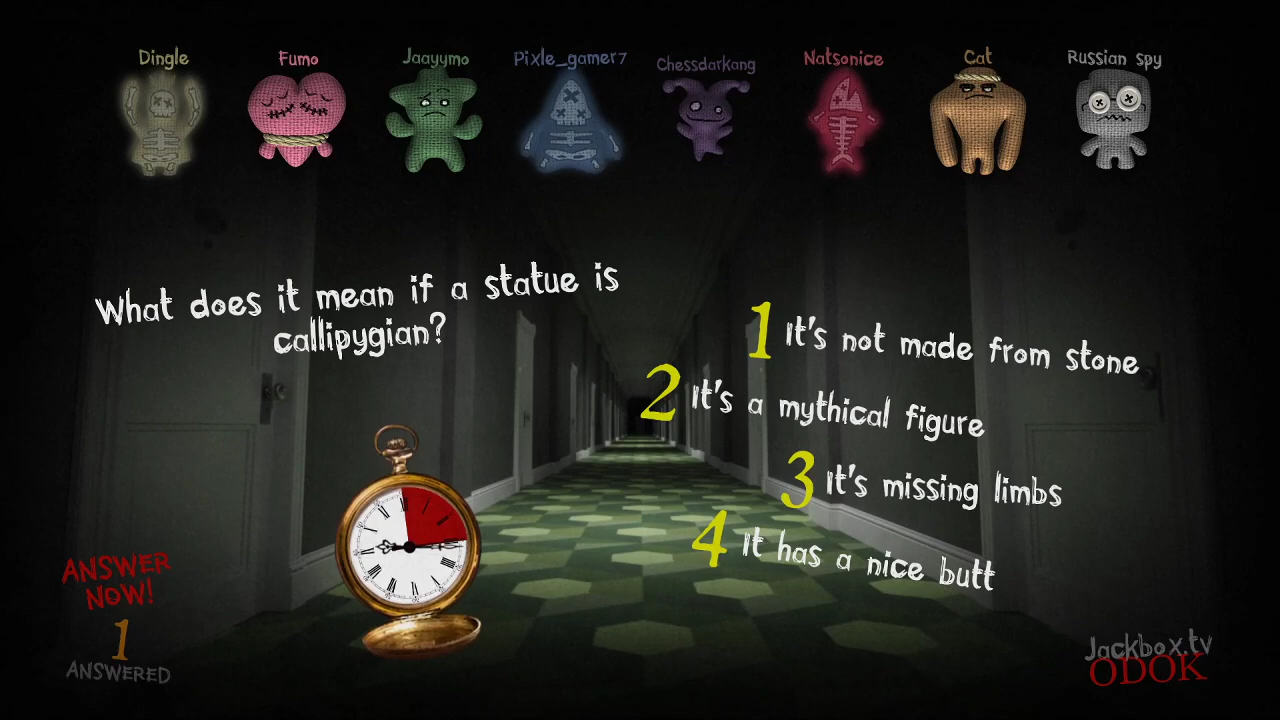 Dingle
Fumo
Jaayymo
Pixle_gamer7
Chessdarkang
Natsonice
Cat
Russian spy
What does it mean if a statue is
callipygian?
1 It's not made from stone
2 It's a mythical figure
3 It's missing limbs
4 It has a nice butt
ANSWER
NOW!
1
ANSWERED
Jackbox.tv
ODOK